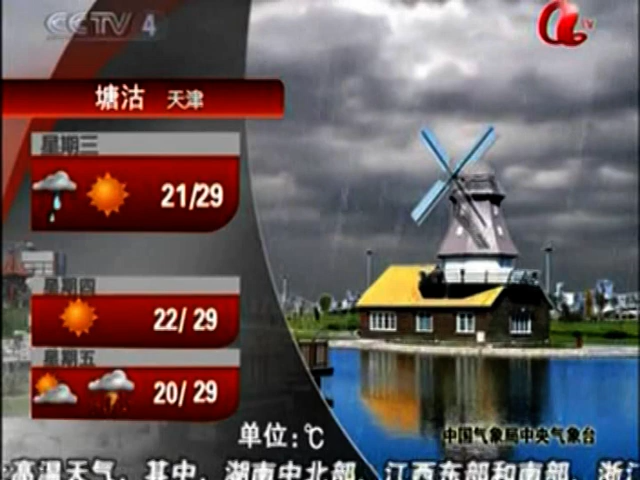 CCTV 4
TV
塘沽 天津
星期三
21/29
星期四
22/ 29
星期五
20/ 29
单位:℃
中国气象局中央气象台
高温天气。其中，湖南中北部、江西东部和南部、浙江